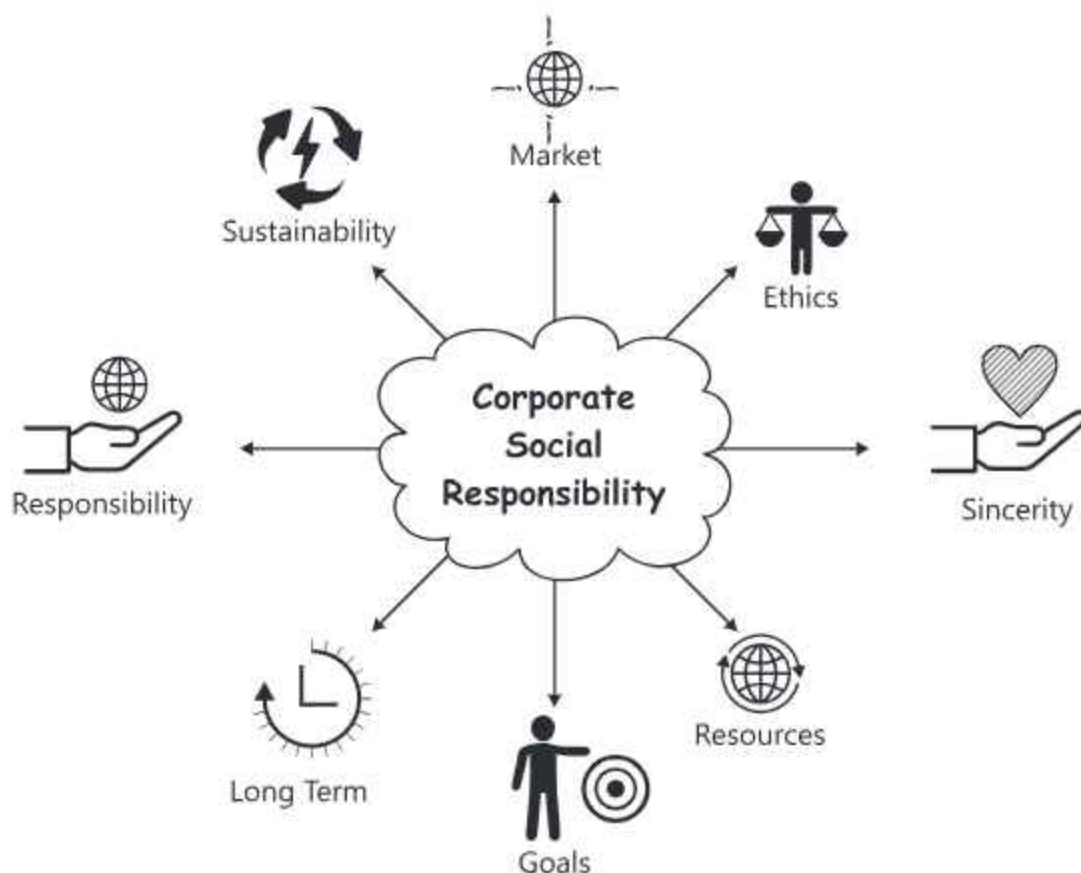 Market
Sustainability
Ethics
Corporate
Social
Responsibility
Responsibility
Sincerity
Resources
Long Term
Goals